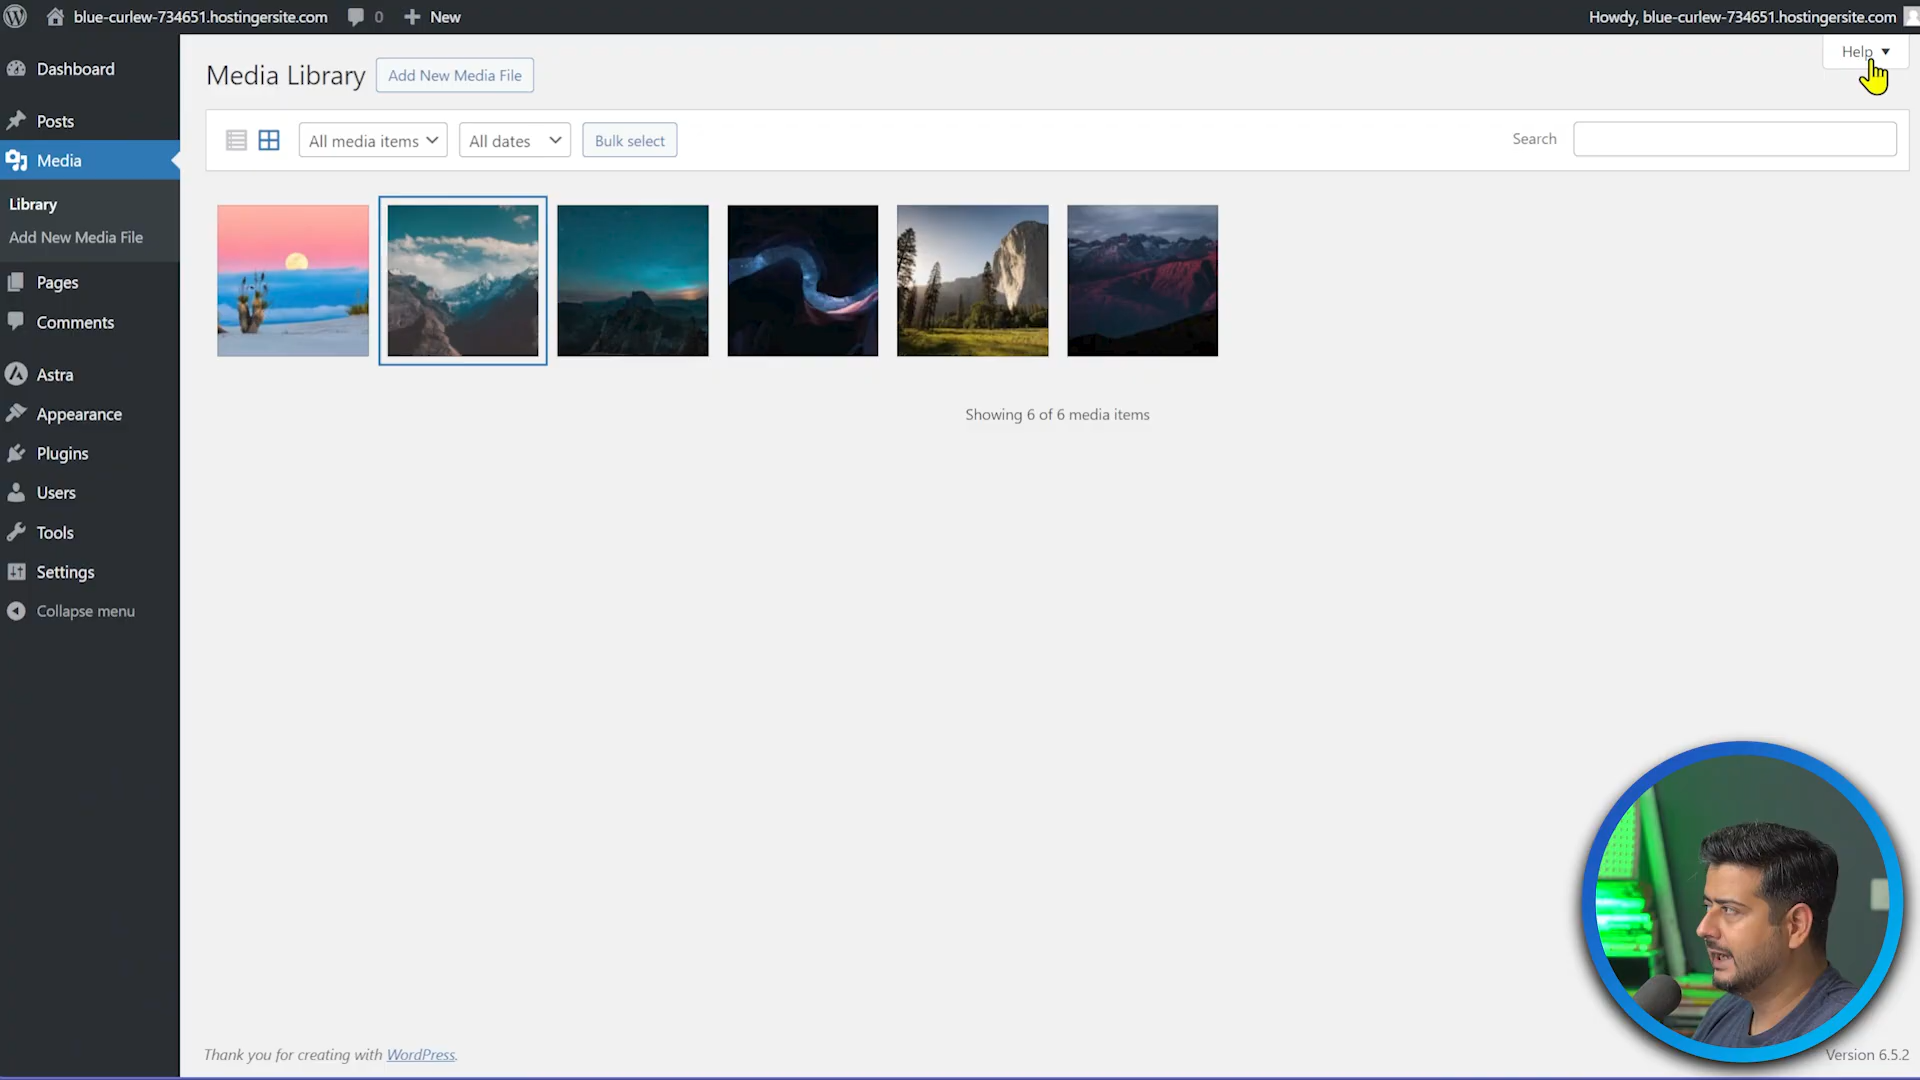 blue-curlew-734651.hostingersite.com 0 New Howdy, blue-curlew-734651.hostingersite.com
Help
Dashboard
Posts
Media
Library
Add New Media File
Pages
Comments
Astra
Appearance
Plugins
Users
Tools
Settings
Collapse menu
Media Library Add New Media File
All media items All dates Bulk select Search
Showing 6 of 6 media items
Thank you for creating with WordPress.
Version 6.5.2